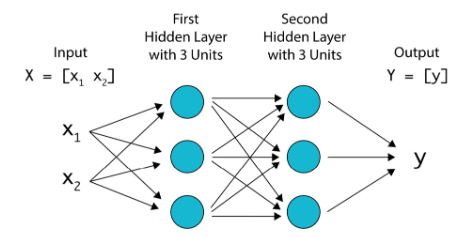 First
Hidden Layer
with 3 Units
Second
Hidden Layer
with 3 Units
Input
X = [x₁ x₂]
Output
Y = [y]
x₁
x₂
y